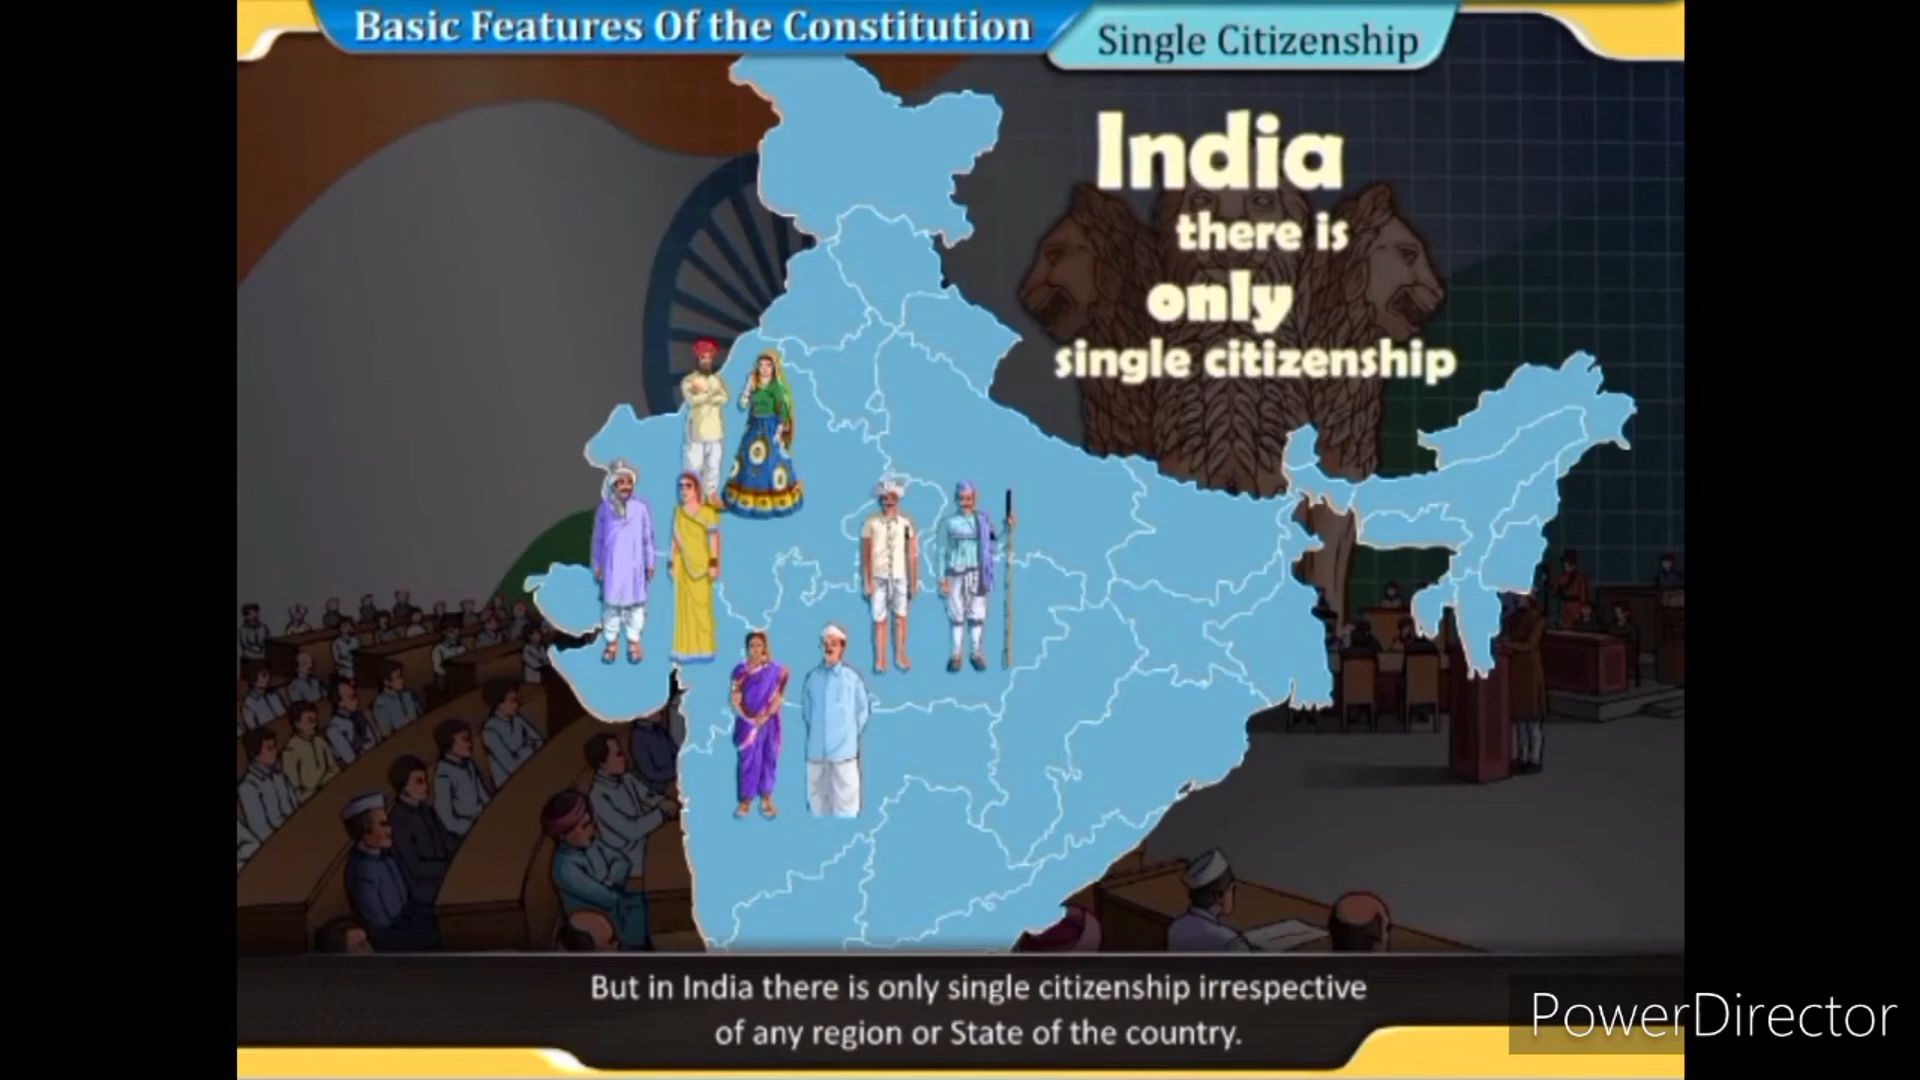 Basic Features Of the Constitution
Single Citizenship
India
there is
only
single citizenship
But in India there is only single citizenship irrespective
of any region or State of the country.
PowerDirector